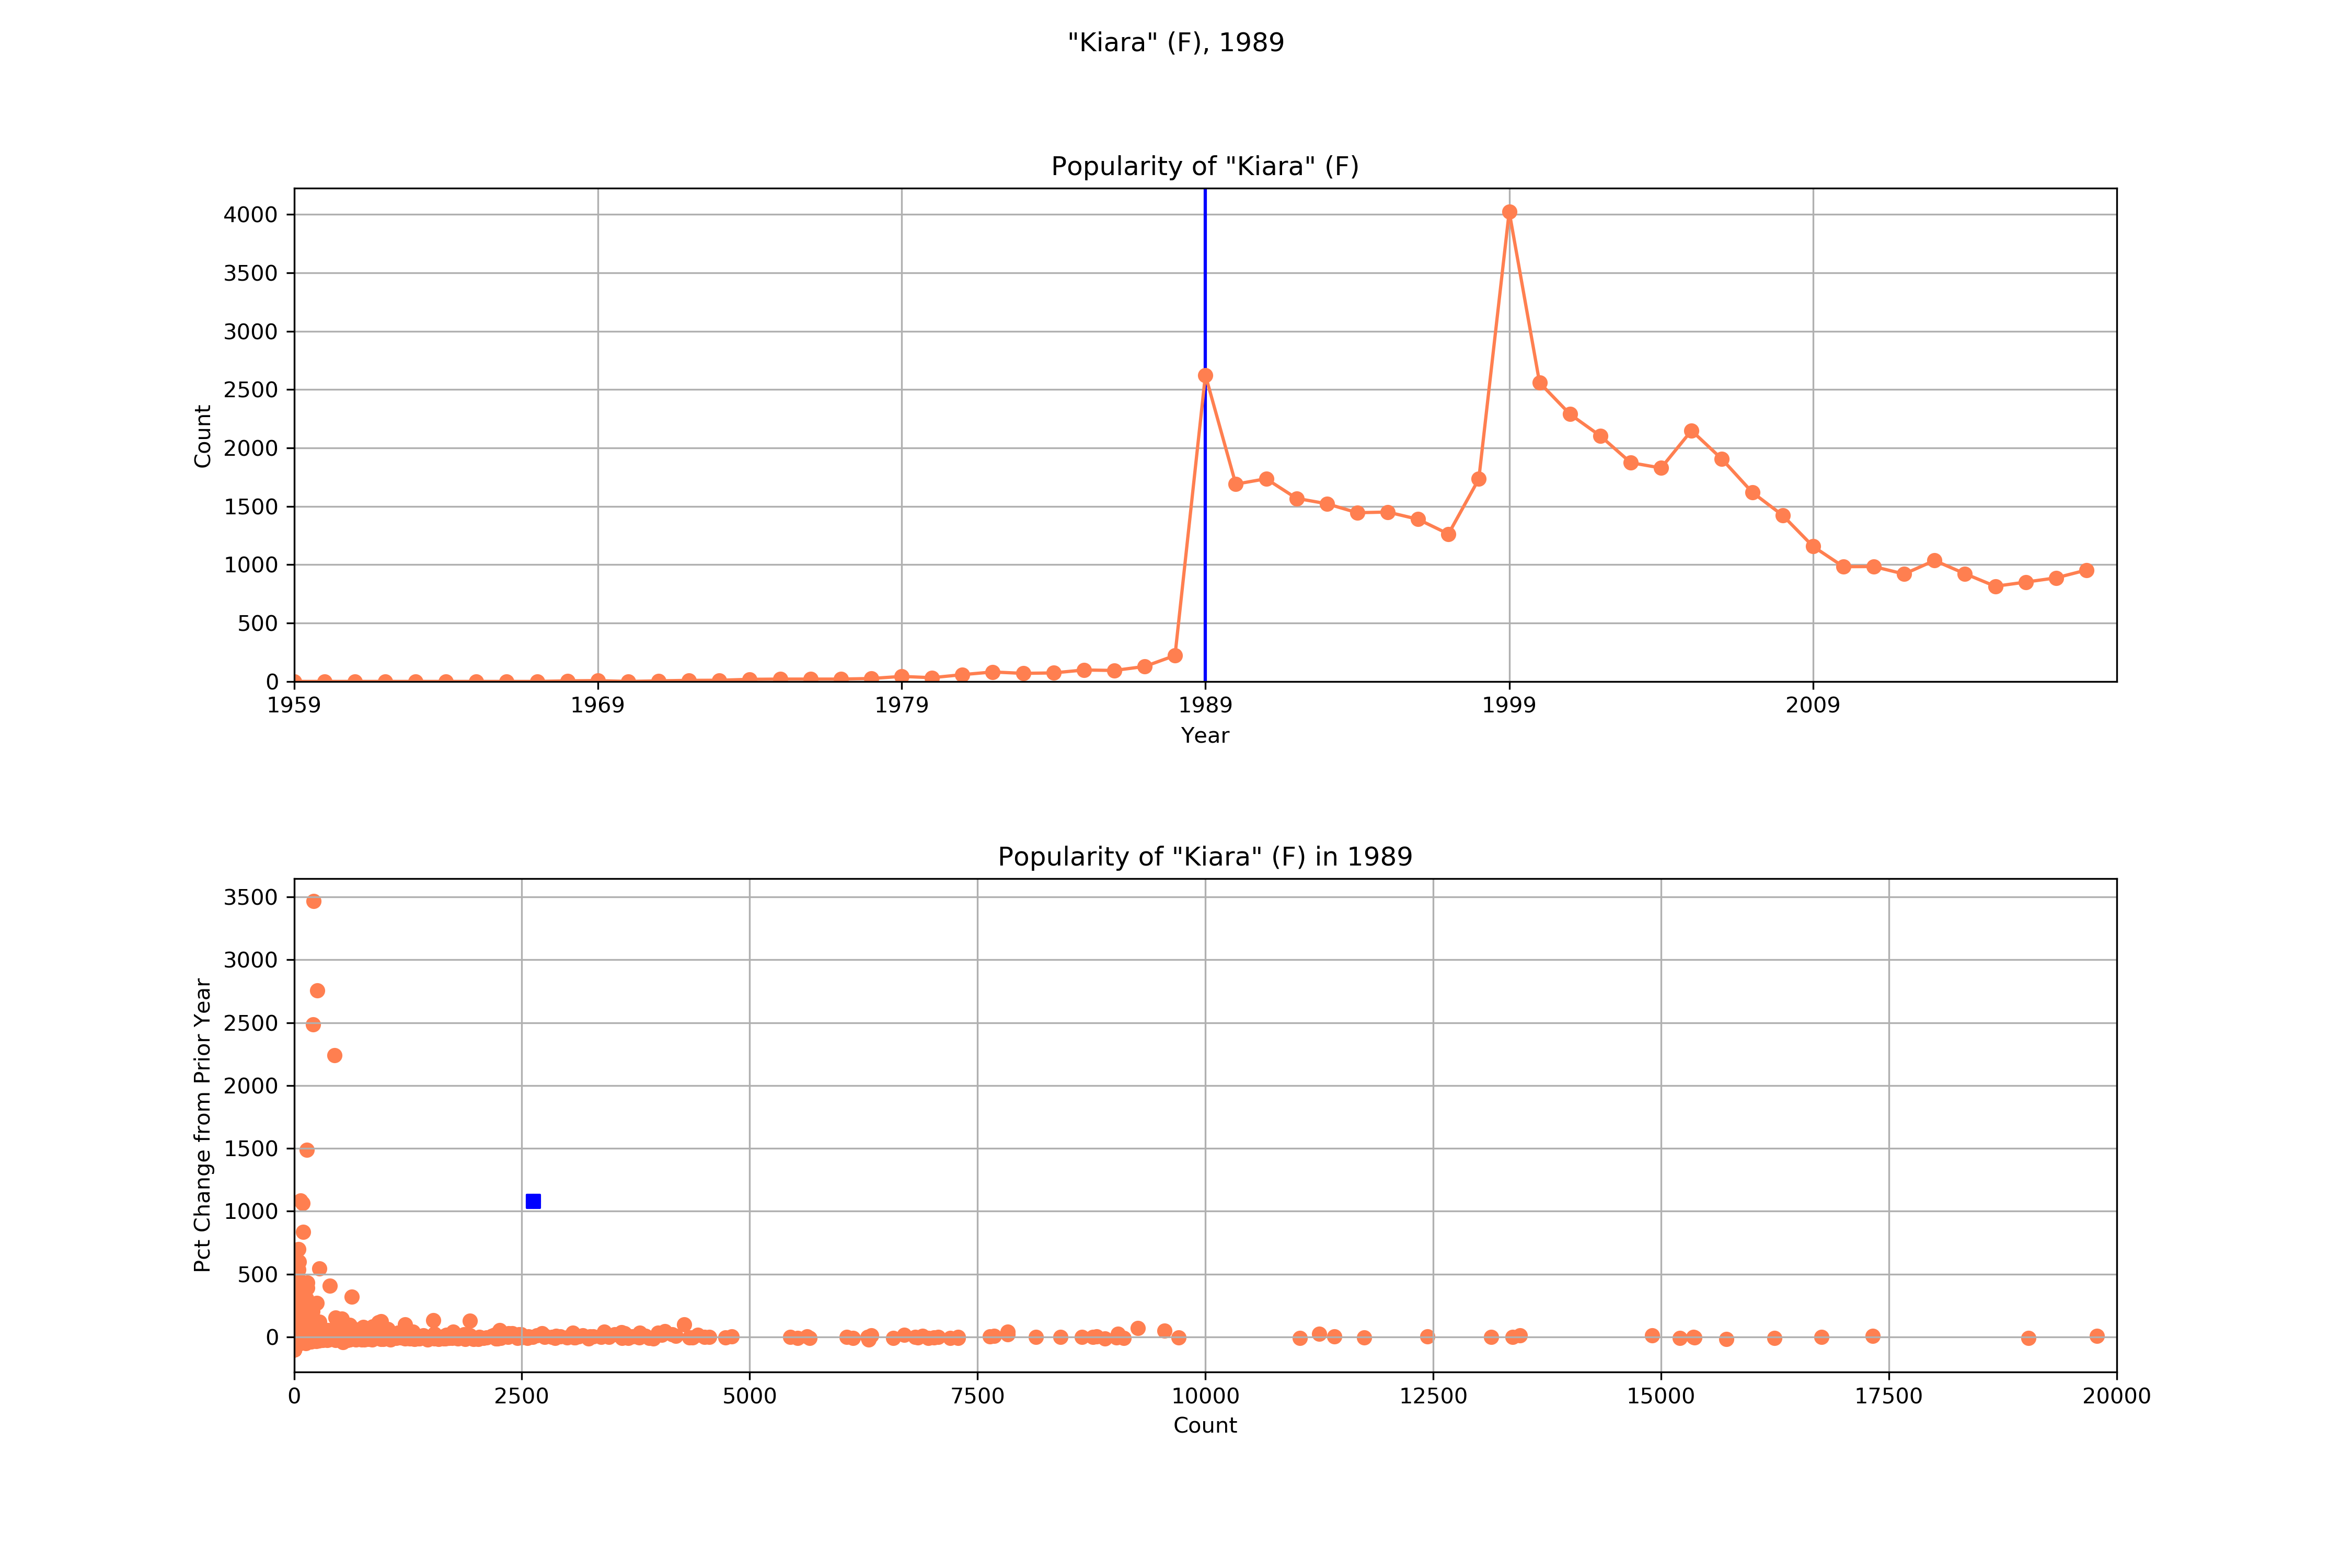 "Kiara" (F), 1989
Popularity of "Kiara" (F)
4000
3500
3000
2500
2000
1500
1000
500
0
Count
1959 1969 1979 1989 1999 2009
Year
Popularity of "Kiara" (F) in 1989
3500
3000
2500
2000
1500
1000
500
0
Pct Change from Prior Year
0 2500 5000 7500 10000 12500 15000 17500 20000
Count